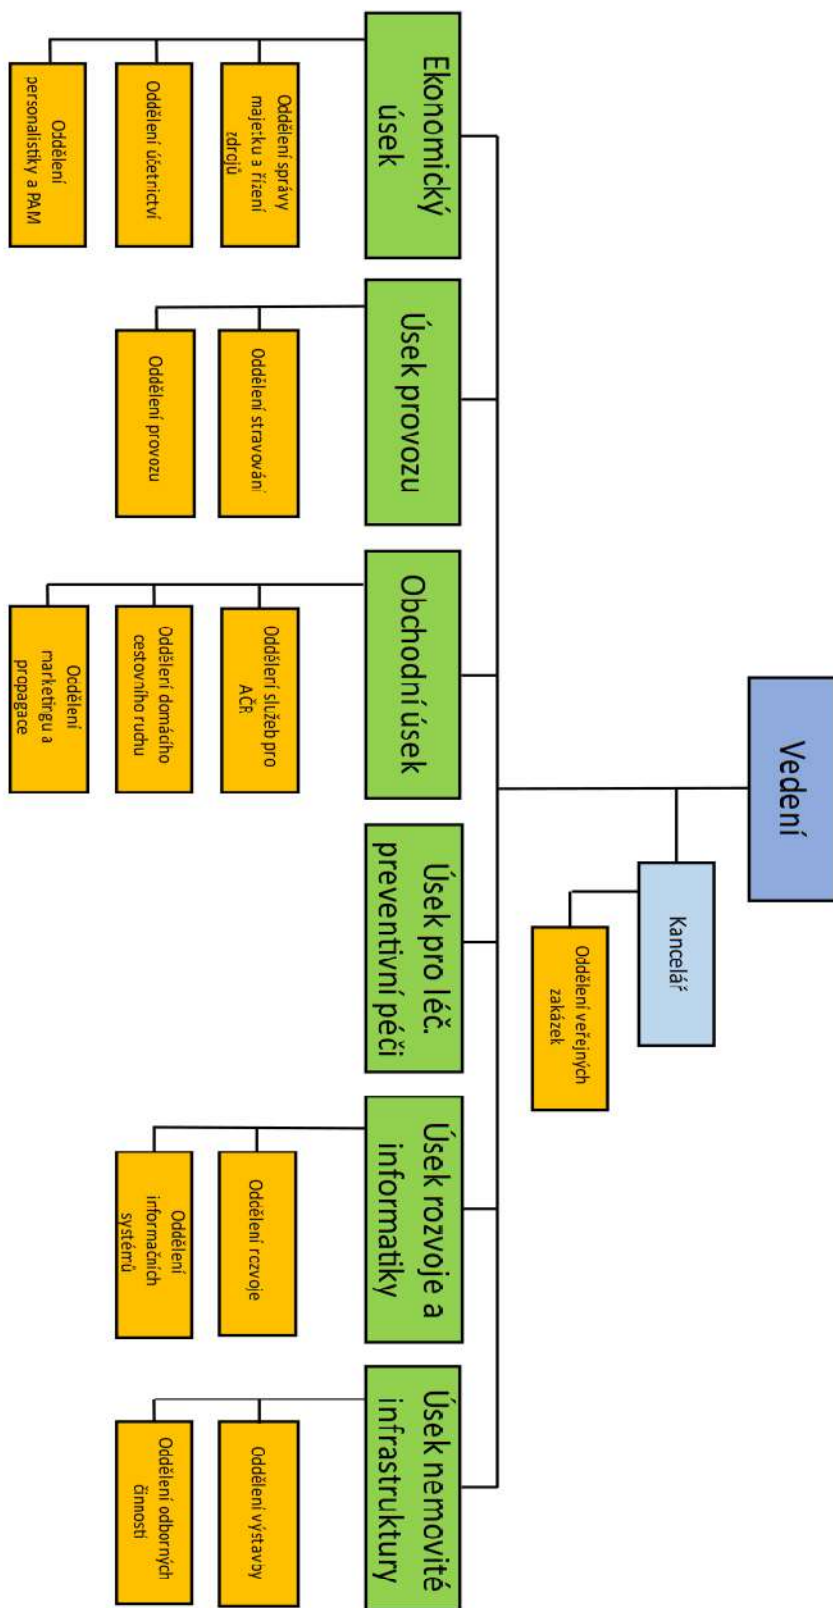 Vedení
Kancelář
Oddělení veřejných
zakázek
Ekonomický
úsek
Oddělení správy
majetku a řízení
zdrojů
Oddělení účetnictví
Oddělení
personalistiky a PAM
Úsek provozu
Oddělení stravování
Oddělení provozu
Obchodní úsek
Oddělení služeb pro
AČR
Oddělení domácího
cestovního ruchu
Oddělení
marketingu a
propagace
Úsek pro léč.
preventivní péči
Úsek rozvoje a
informatiky
Oddělení rozvoje
Oddělení
informačních
systémů
Úsek nemovité
infrastruktury
Oddělení výstavby
Oddělení odborných
činností